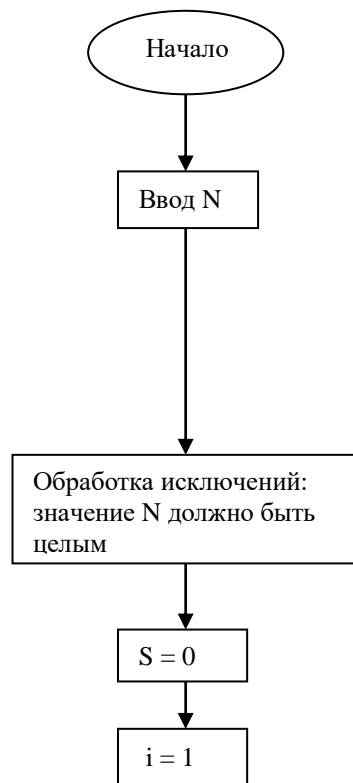 Начало
Ввод N
Обработка исключений:
значение N должно быть
целым
S = 0
i = 1